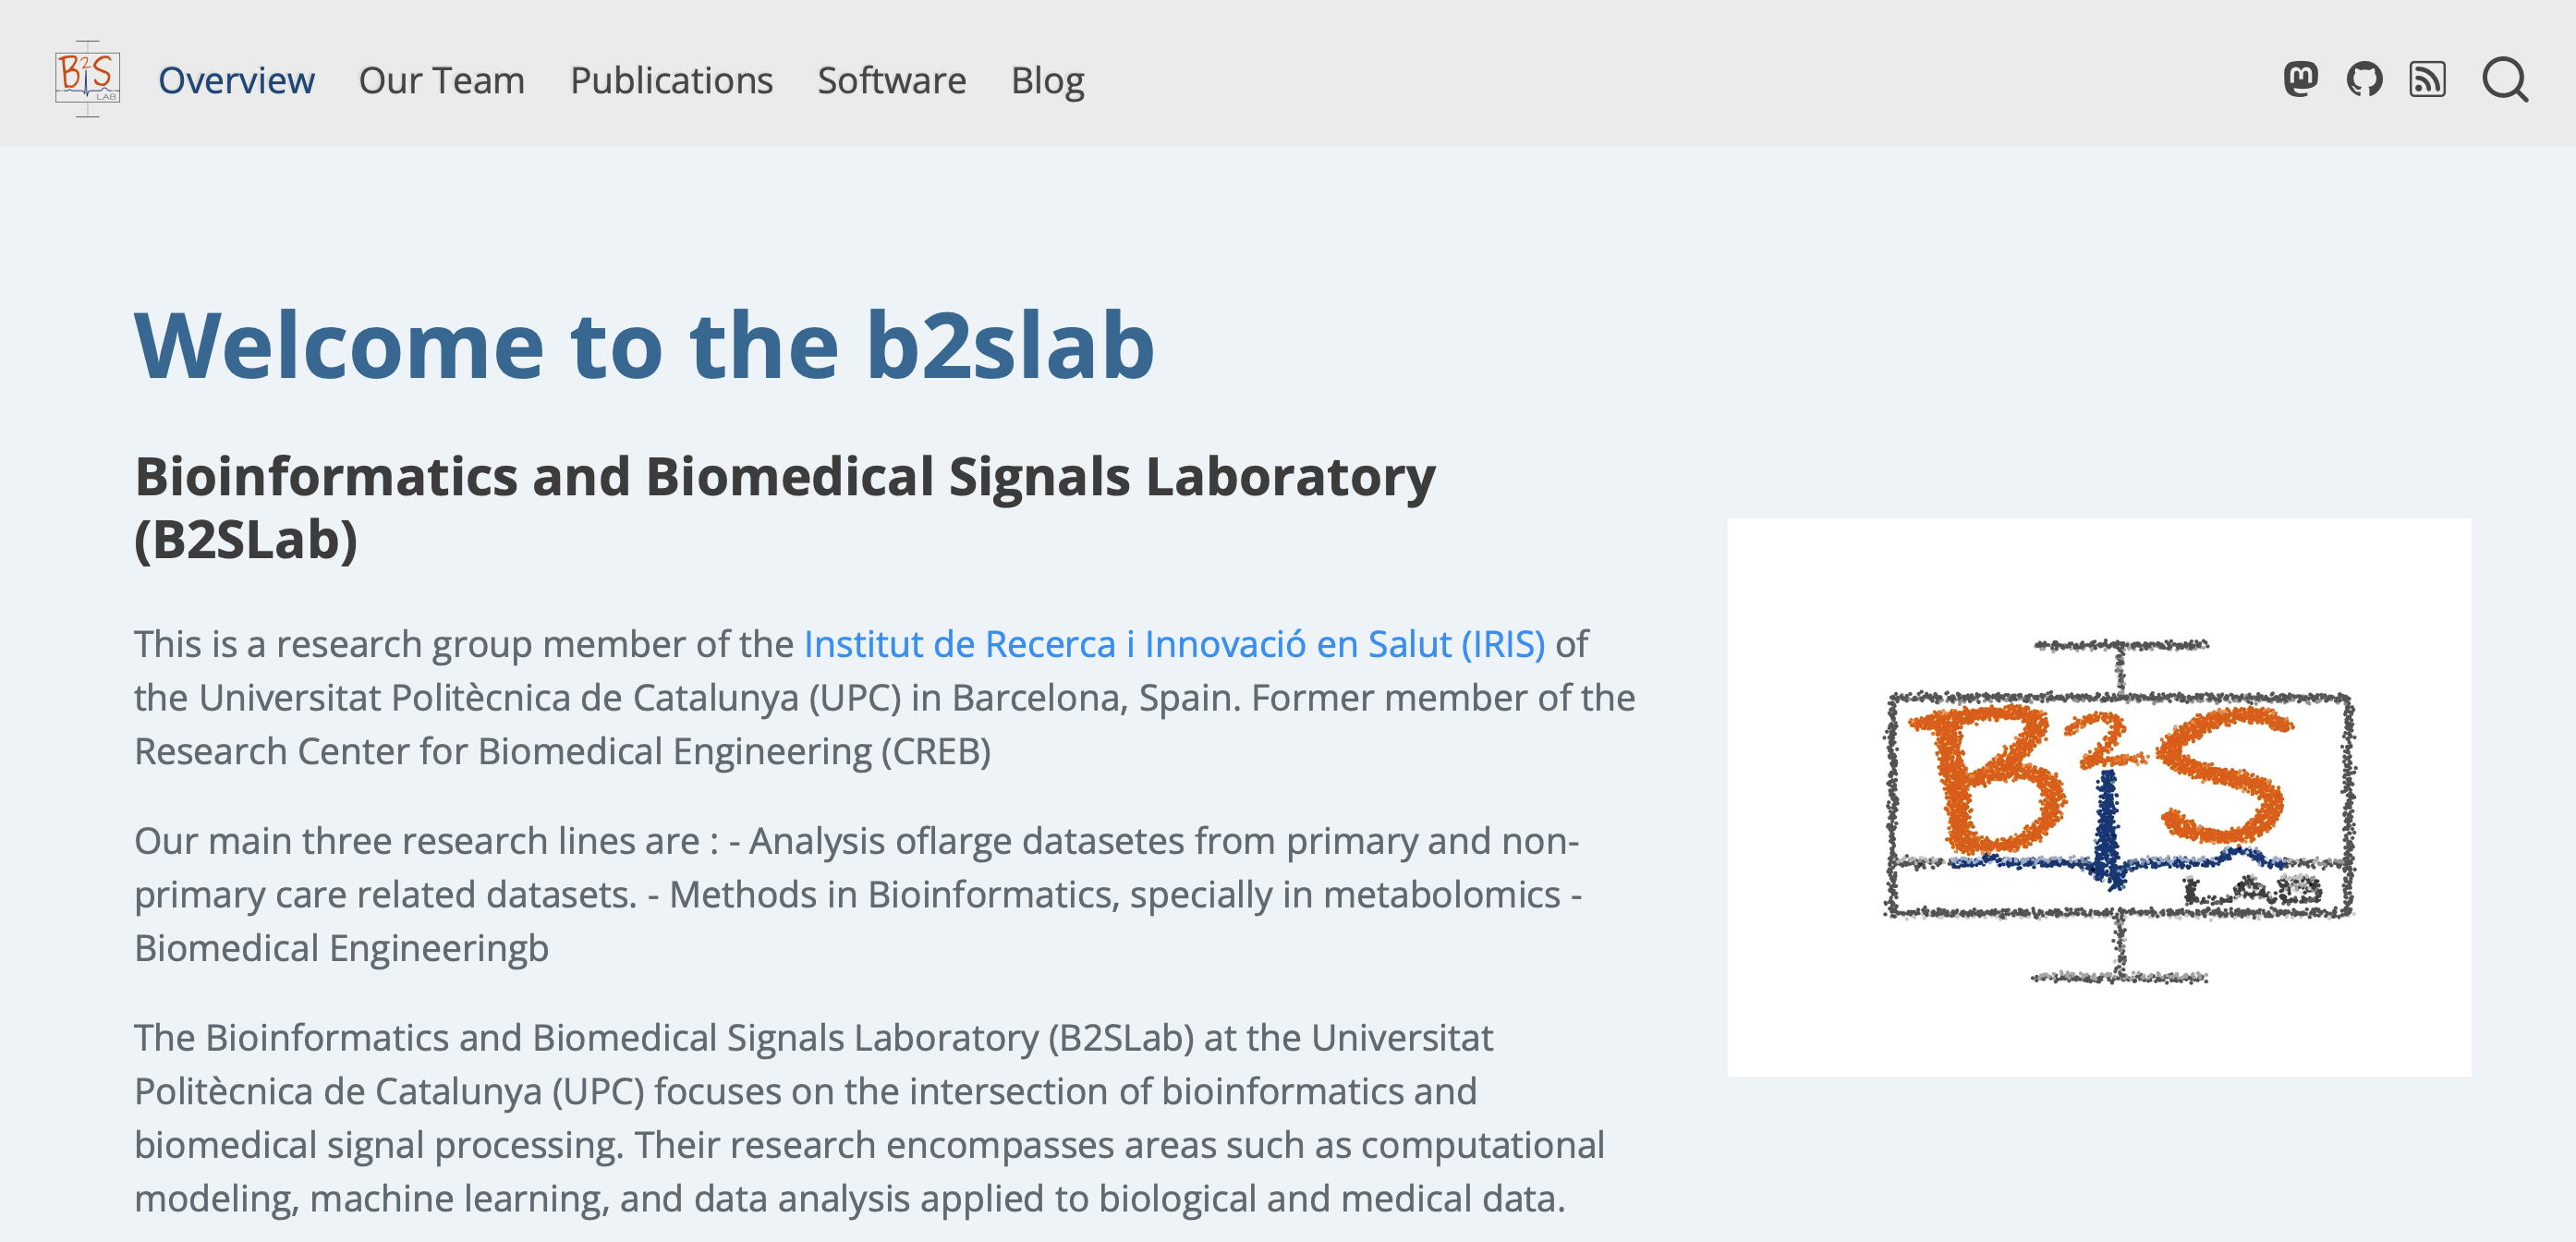 B2S
LAB
Overview
Our Team
Publications
Software
Blog
Welcome to the b2slab
Bioinformatics and Biomedical Signals Laboratory
(B2SLab)
This is a research group member of the Institut de Recerca i Innovació en Salut (IRIS) of
the Universitat Politècnica de Catalunya (UPC) in Barcelona, Spain. Former member of the
Research Center for Biomedical Engineering (CREB)
Our main three research lines are : - Analysis oflarge datasetes from primary and non-
primary care related datasets. - Methods in Bioinformatics, specially in metabolomics -
Biomedical Engineeringb
The Bioinformatics and Biomedical Signals Laboratory (B2SLab) at the Universitat
Politècnica de Catalunya (UPC) focuses on the intersection of bioinformatics and
biomedical signal processing. Their research encompasses areas such as computational
modeling, machine learning, and data analysis applied to biological and medical data.
B2S
LAB